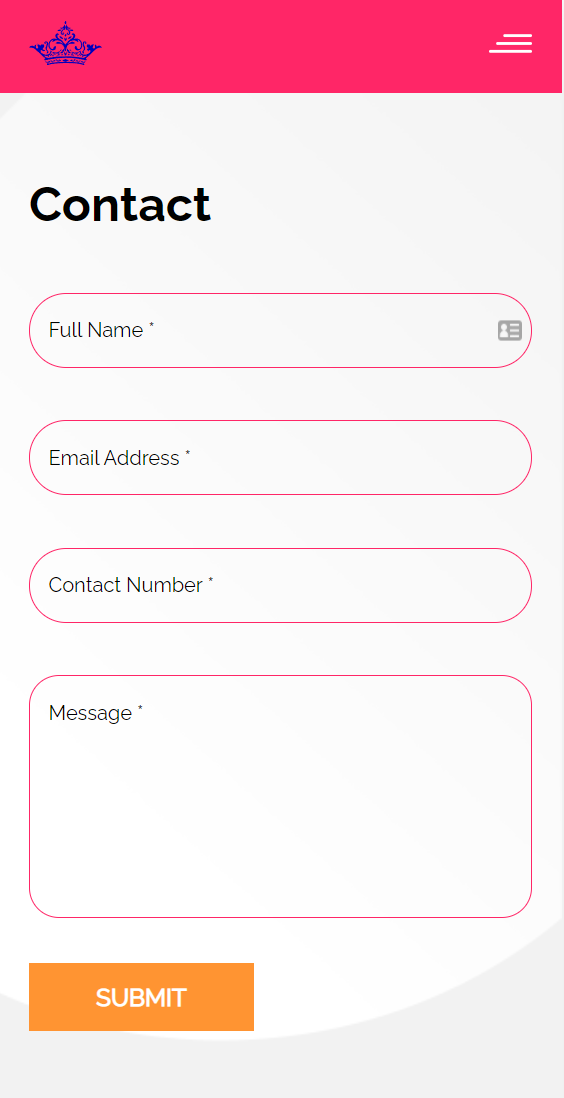 Contact
Full Name *
Email Address *
Contact Number *
Message *
SUBMIT